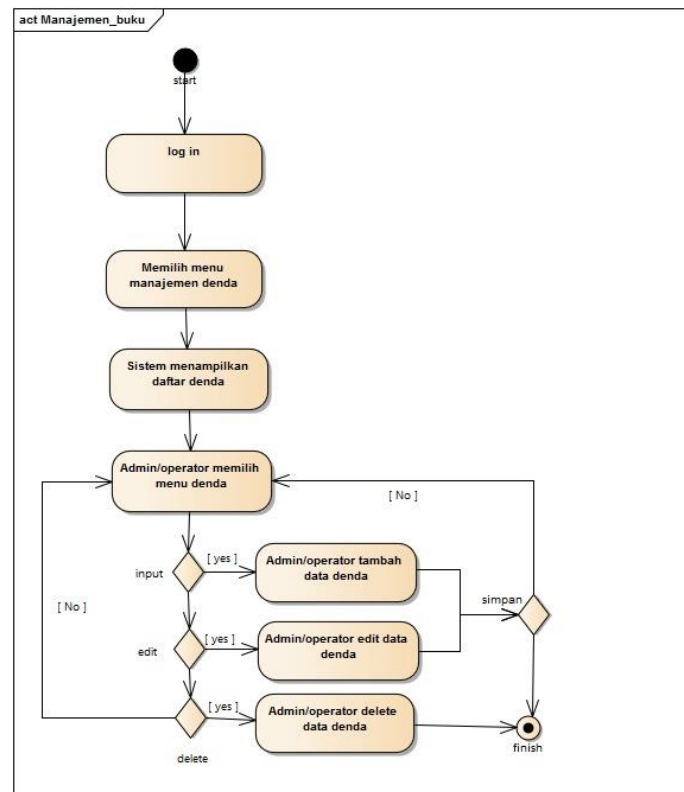 act Manajemen_buku
start
log in
Memilih menu
manajemen denda
Sistem menampilkan
daftar denda
Admin/operator memilih
menu denda
[ No ]
input
[ yes ]
Admin/operator tambah
data denda
simpan
[ No ]
edit
[ yes ]
Admin/operator edit data
denda
delete
[ yes ]
Admin/operator delete
data denda
finish